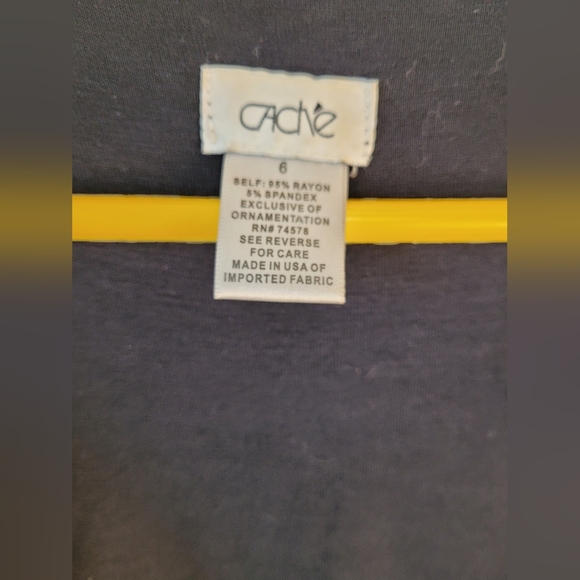 CAché
6
SELF: 95% RAYON
5% SPANDEX
EXCLUSIVE OF
ORNAMENTATION
RN# 74578
SEE REVERSE
FOR CARE
MADE IN USA OF
IMPORTED FABRIC